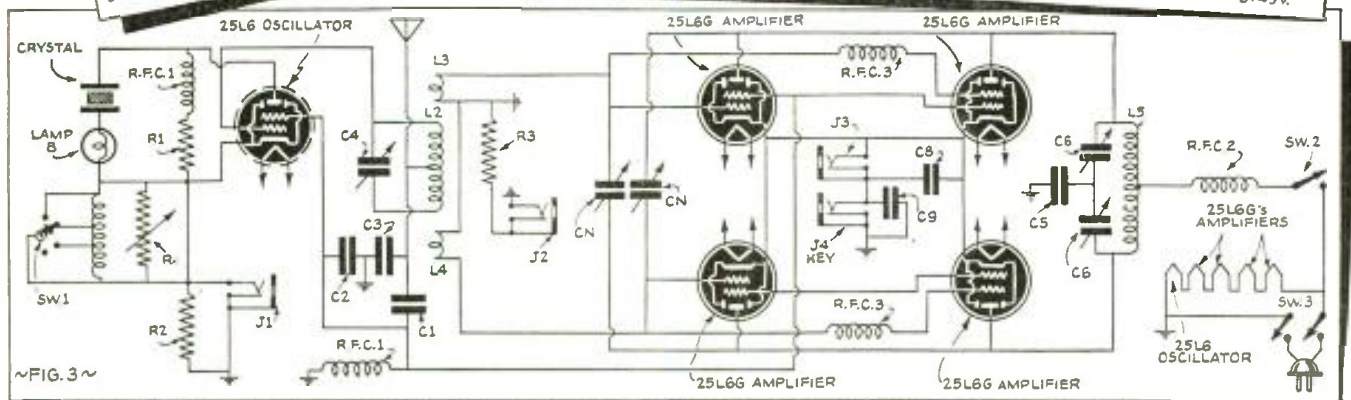 25L6 OSCILLATOR
25L6G AMPLIFIER
25L6G AMPLIFIER
CRYSTAL
R.F.C.1
L3
R.F.C.3
LAMP B
R1
C4
L2
R3
J3
C8
C6
L5
R.F.C.2
SW.2
CN
CN
C9
C5
25L6G's AMPLIFIERS
R
C3
J2
J4 KEY
C6
SW1
C2
L4
J1
C1
R.F.C.3
SW.3
R2
R.F.C.1
25L6 OSCILLATOR
~FIG.3~
25L6G AMPLIFIER
25L6G AMPLIFIER